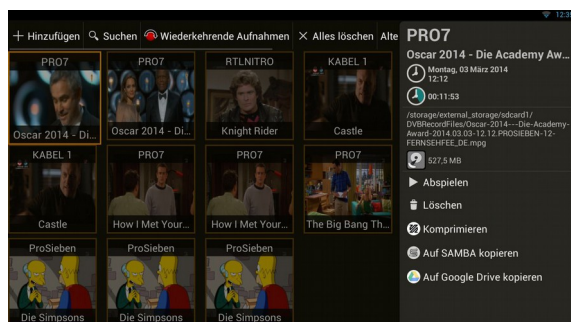 12:35
Hinzufügen Suchen Wiederkehrende Aufnahmen Alles löschen Alte
PRO7
Oscar 2014 - Di...
PRO7
Oscar 2014 - Di...
RTLNITRO
Knight Rider
KABEL 1
Castle
KABEL 1
Castle
PRO7
How I Met Your...
PRO7
How I Met Your...
PRO7
The Big Bang Th...
ProSieben
Die Simpsons
ProSieben
Die Simpsons
ProSieben
Die Simpsons
PRO7
Oscar 2014 - Die Academy Aw...
Montag, 03 März 2014
12:12
00:11:53
/storage/external_storage/sdcard1/
DVBRecordFiles/Oscar-2014---Die-Academy-
Award-2014.03.03-12.12.PROSIEBEN-12-
FERNSEHFEE_DE.mpg
527,5 MB
Abspielen
Löschen
Komprimieren
Auf SAMBA kopieren
Auf Google Drive kopieren